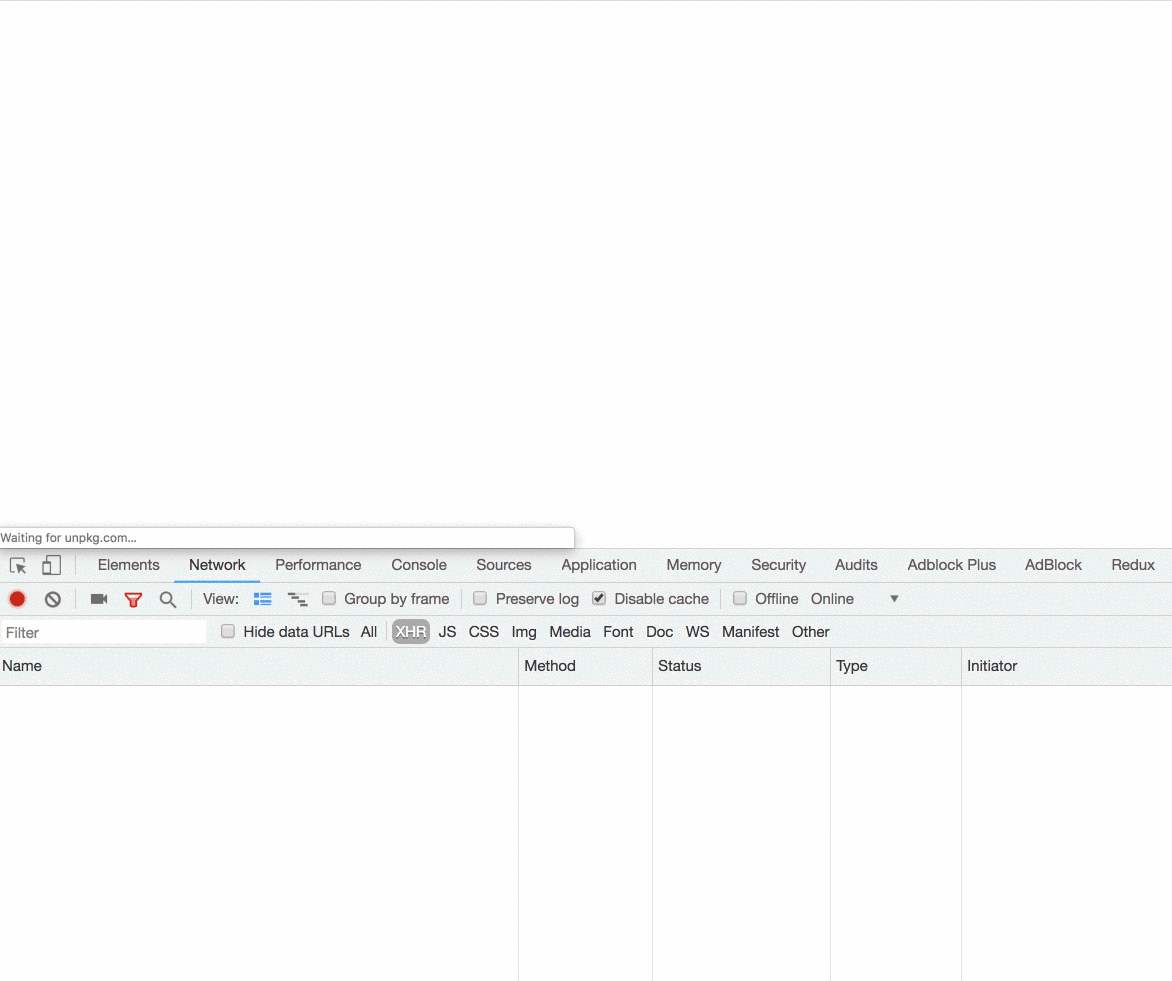 Waiting for unpkg.com...
Elements Network Performance Console Sources Application Memory Security Audits Adblock Plus AdBlock Redux
View: Group by frame Preserve log Disable cache Offline Online
Filter Hide data URLs All XHR JS CSS Img Media Font Doc WS Manifest Other
Name Method Status Type Initiator